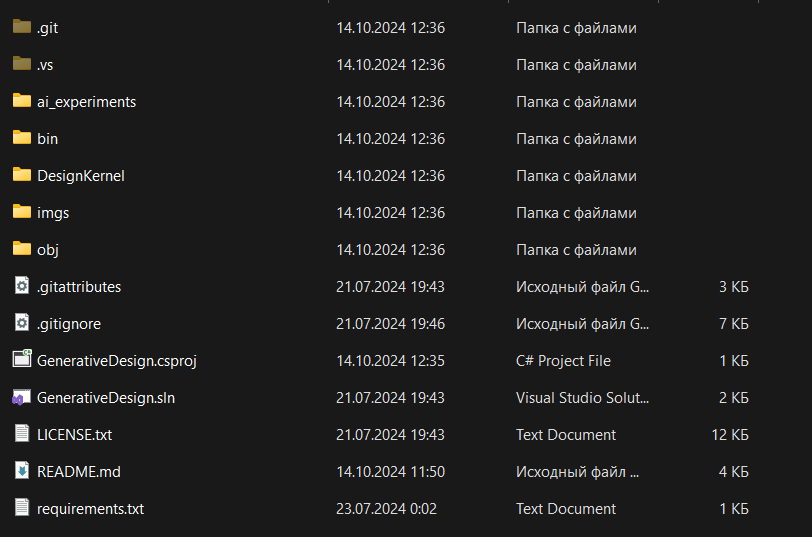 .git 14.10.2024 12:36 Папка с файлами
.vs 14.10.2024 12:36 Папка с файлами
ai_experiments 14.10.2024 12:36 Папка с файлами
bin 14.10.2024 12:36 Папка с файлами
DesignKernel 14.10.2024 12:36 Папка с файлами
imgs 14.10.2024 12:36 Папка с файлами
obj 14.10.2024 12:36 Папка с файлами
.gitattributes 21.07.2024 19:43 Исходный файл G... 3 КБ
.gitignore 21.07.2024 19:46 Исходный файл G... 7 КБ
GenerativeDesign.csproj 14.10.2024 12:35 C# Project File 1 КБ
GenerativeDesign.sln 21.07.2024 19:43 Visual Studio Solut... 2 КБ
LICENSE.txt 21.07.2024 19:43 Text Document 12 КБ
README.md 14.10.2024 11:50 Исходный файл ... 4 КБ
requirements.txt 23.07.2024 0:02 Text Document 1 КБ